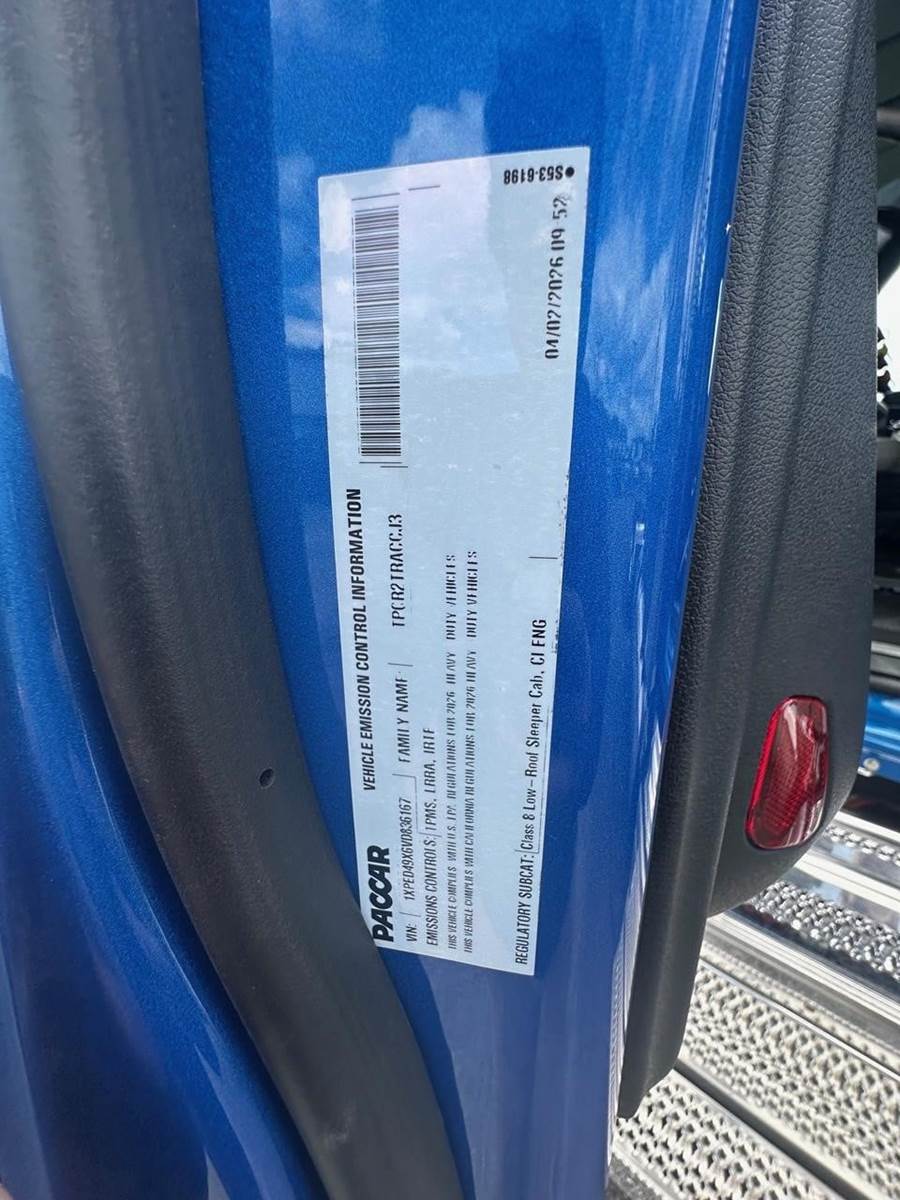 S53-6198
PACCAR
VEHICLE EMISSION CONTROL INFORMATION
VIN: 1XPED49X6VD836167 FAMILY NAME: TPCR2TRACCJ3
EMISSIONS CONTROLS: TPMS, LRRA, IRTE
THIS VEHICLE COMPLIES WITH U.S. EPA REGULATIONS FOR 2026 HEAVY DUTY VEHICLES
THIS VEHICLE COMPLIES WITH CALIFORNIA REGULATIONS FOR 2026 HEAVY DUTY VEHICLES
REGULATORY SUBCAT: Class 8 Low-Roof Sleeper Cab, CI ENG
04/02/2026 09 52